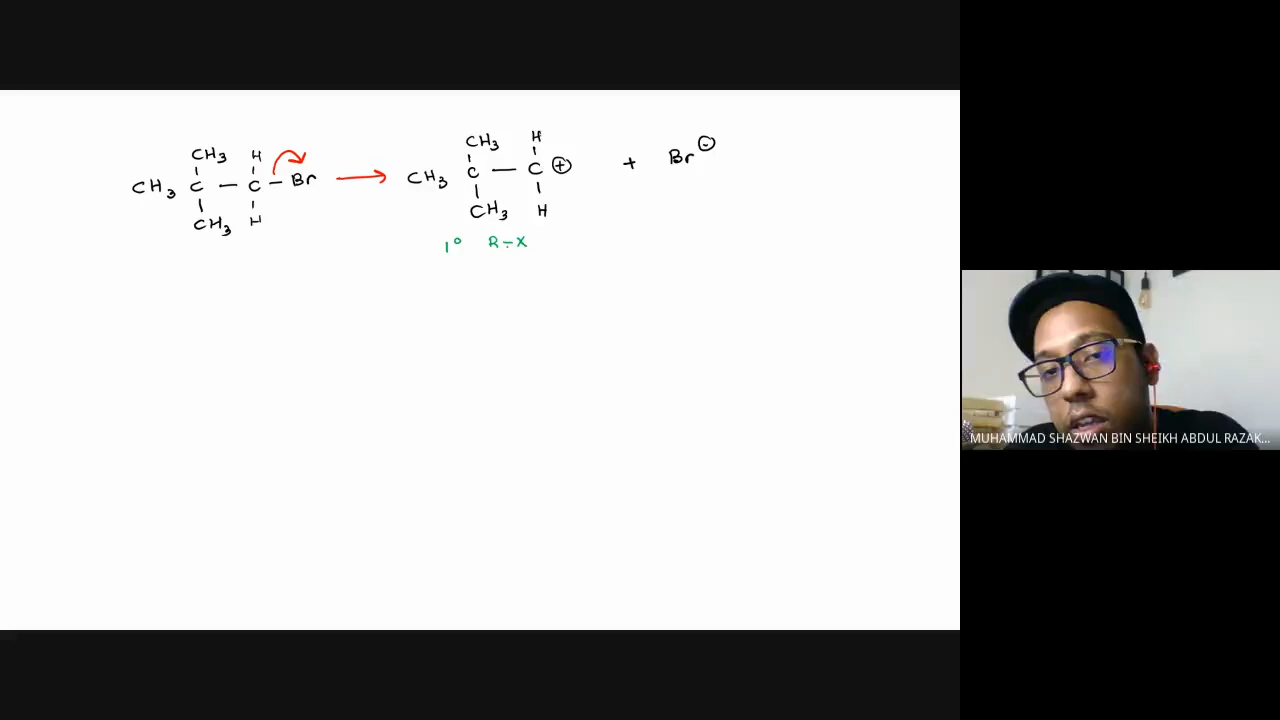 CH3 H CH3 H
CH3 C — C — Br → CH3 C — C ⊕ + Br ⊖
CH3 H CH3 H
1° R-X
MUHAMMAD SHAZWAN BIN SHEIKH ABDUL RAZAK...